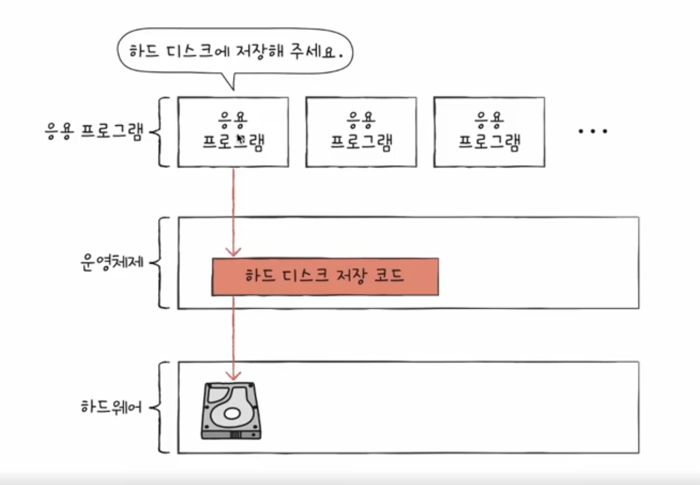 하드 디스크에 저장해 주세요.
응용 프로그램
응용
프로그램
응용
프로그램
응용
프로그램
...
운영체제
하드 디스크 저장 코드
하드웨어